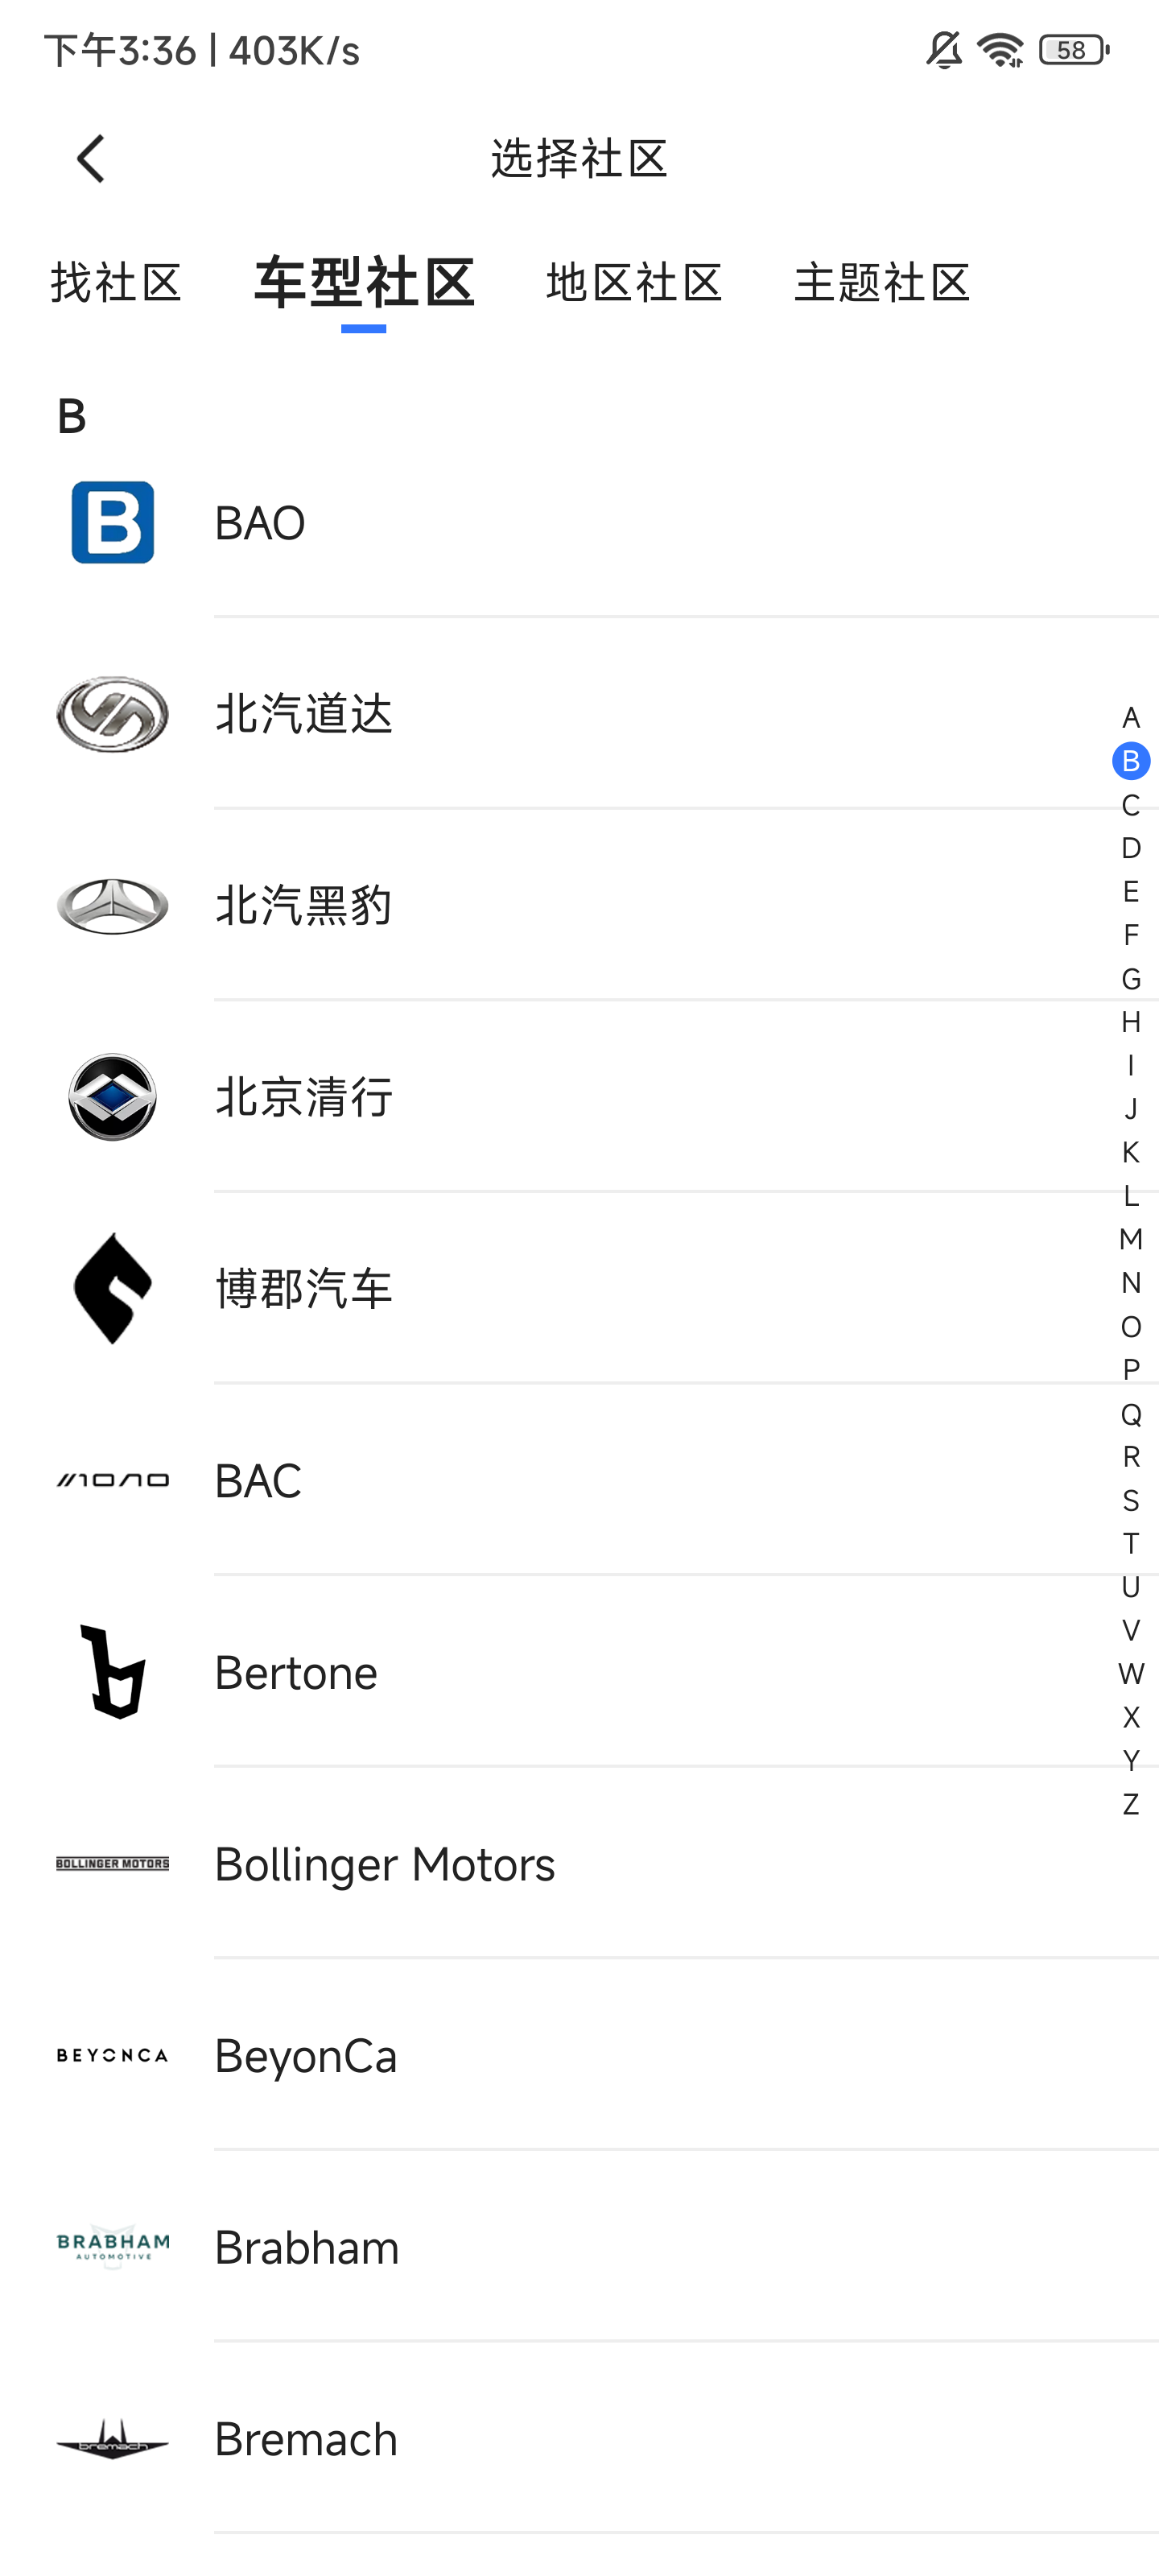 下午3:36 | 403K/s
58
选择社区
找社区 车型社区 地区社区 主题社区
B
B BAO
北汽道达
北汽黑豹
北京清行
博郡汽车
MONO BAC
Bertone
BOLLINGER MOTORS Bollinger Motors
BEYONCA BeyonCa
BRABHAM
AUTOMOTIVE
Brabham
bremach Bremach
A
B
C
D
E
F
G
H
I
J
K
L
M
N
O
P
Q
R
S
T
U
V
W
X
Y
Z